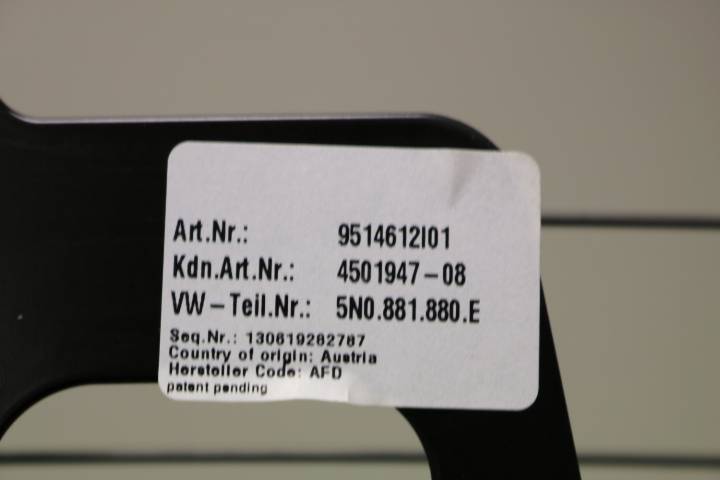 Art.Nr.: 9514612I01
Kdn.Art.Nr.: 4501947-08
VW-Teil.Nr.: 5N0.881.880.E
Seq.Nr.: 130619282787
Country of origin: Austria
Hersteller Code: AFD
patent pending